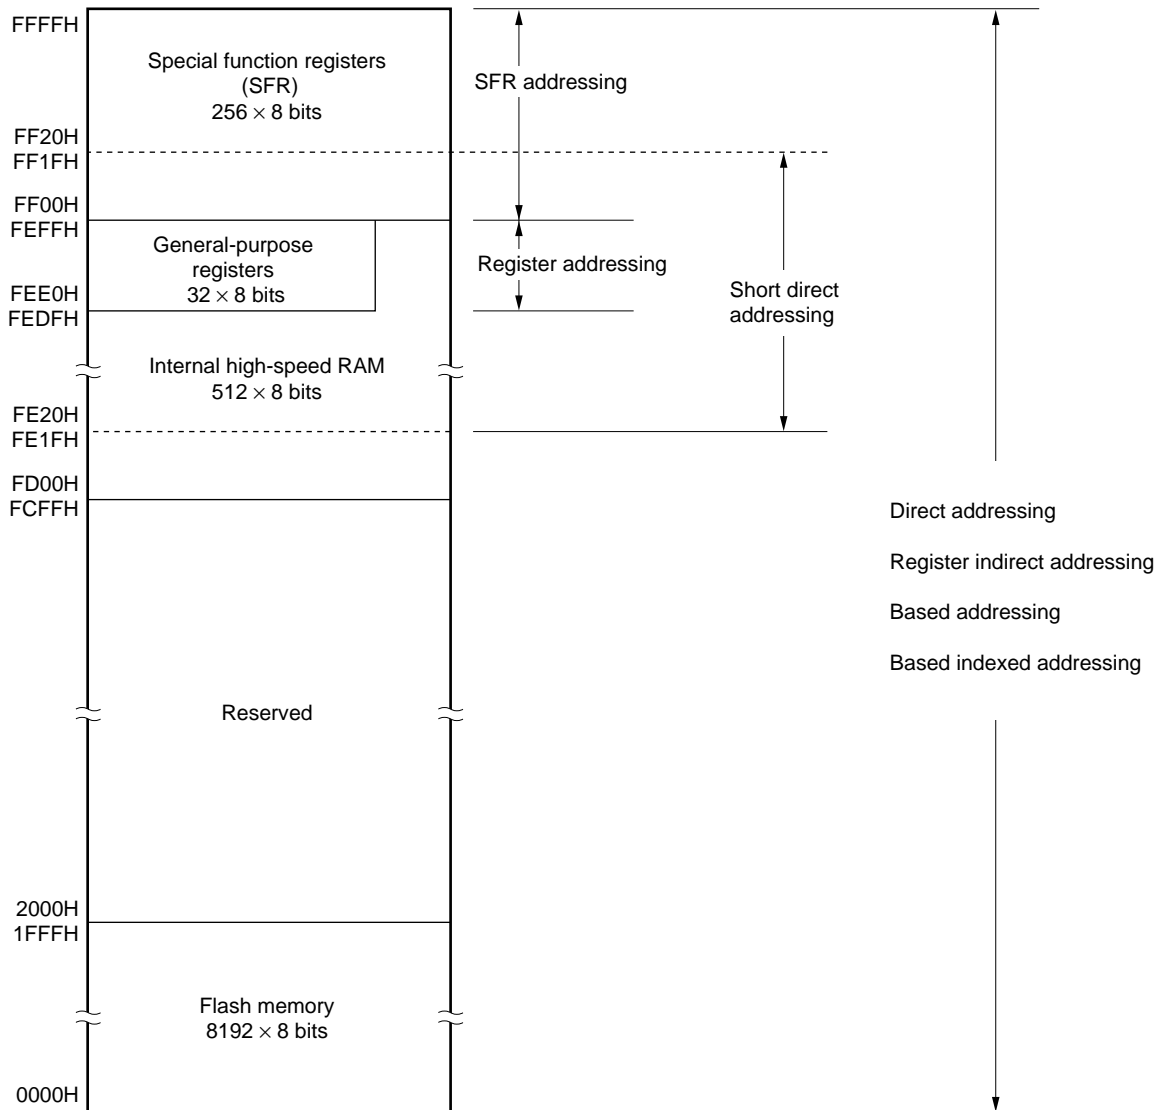 FFFFH
Special function registers
(SFR)
256 × 8 bits
SFR addressing
FF20H
FF1FH
FF00H
FEFFH
General-purpose
registers
32 × 8 bits
Register addressing
Short direct
addressing
FEE0H
FEDFH
Internal high-speed RAM
512 × 8 bits
FE20H
FE1FH
FD00H
FCFFH
Direct addressing
Register indirect addressing
Based addressing
Based indexed addressing
Reserved
2000H
1FFFH
Flash memory
8192 × 8 bits
0000H